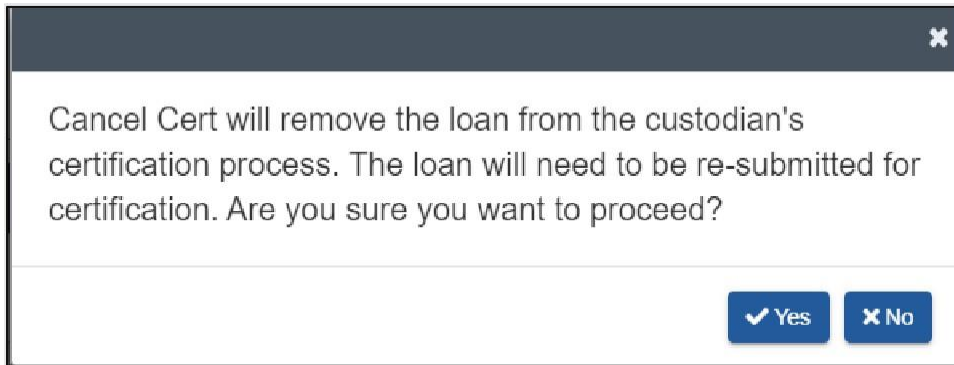 Cancel Cert will remove the loan from the custodian's
certification process. The loan will need to be re-submitted for
certification. Are you sure you want to proceed?
Yes No